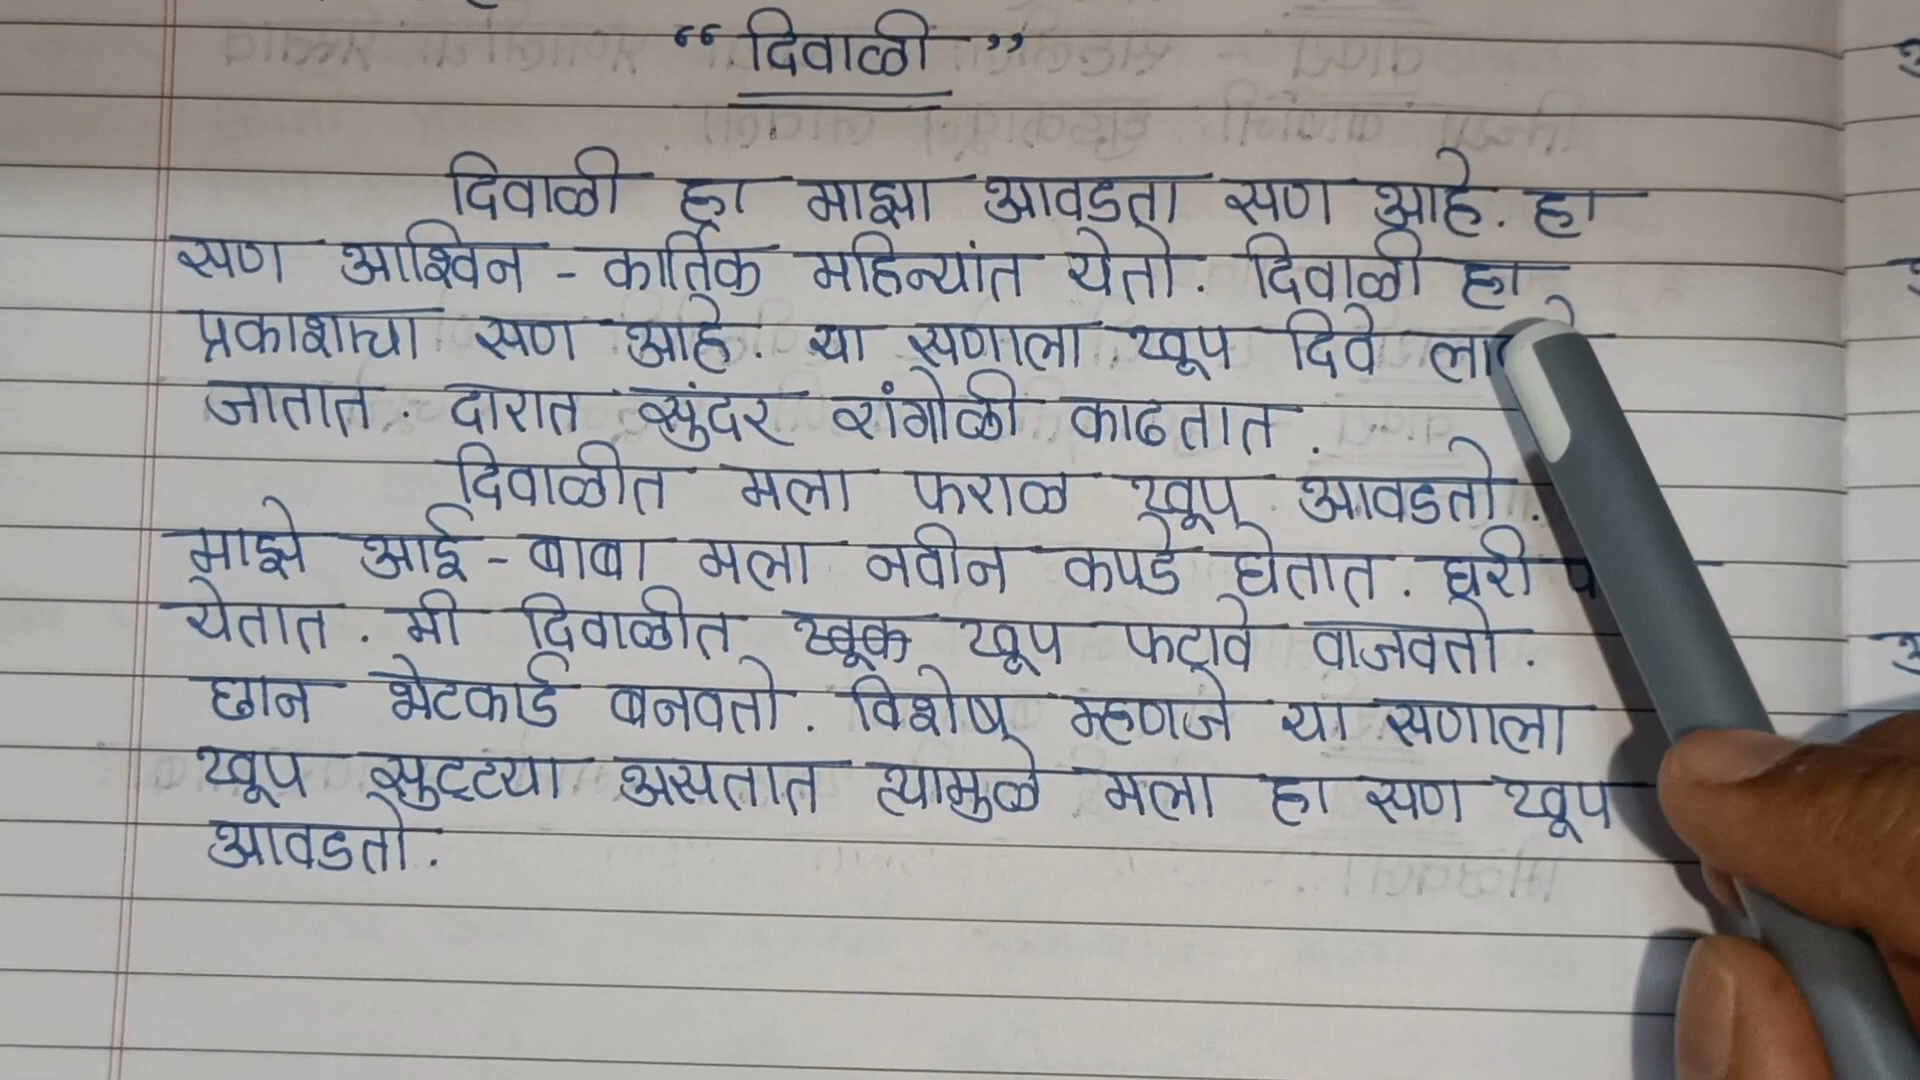 “ दिवाळी ”
दिवाळी हा माझा आवडता सण आहे. हा
सण आश्विन - कार्तिक महिन्यांत येतो. दिवाळी हा
प्रकाशाचा सण आहे. या सणाला खूप दिवे
जातात. दारात सुंदर रांगोळी काढतात.
दिवाळीत मला फराळ खूप आवडतो.
माझे आई - बाबा मला नवीन कपडे घेतात. घरी
येतात. मी दिवाळीत खूक खूप फटावे वाजवतो.
छान भेटकार्ड बनवतो. विशेष म्हणजे या सणाला
खूप सुट्ट्या असतात त्यामुळे मला हा सण खूप
आवडतो.